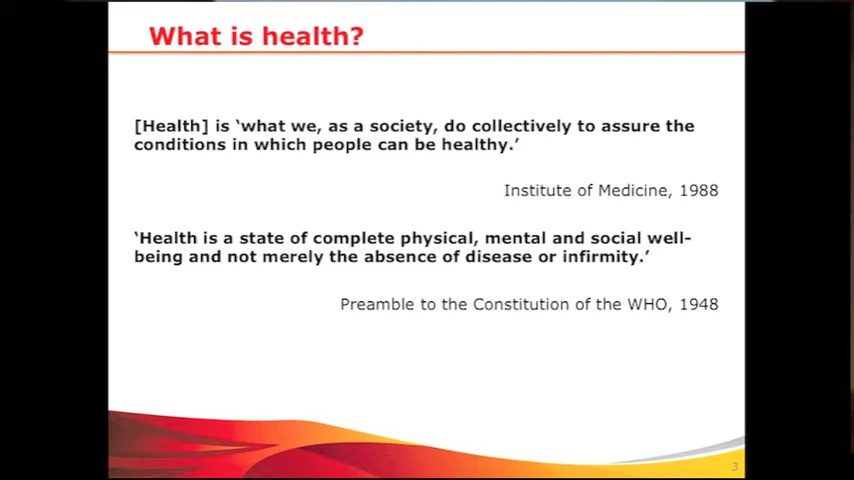 What is health?
[Health] is ‘what we, as a society, do collectively to assure the
conditions in which people can be healthy.’
Institute of Medicine, 1988
‘Health is a state of complete physical, mental and social well-
being and not merely the absence of disease or infirmity.’
Preamble to the Constitution of the WHO, 1948
3